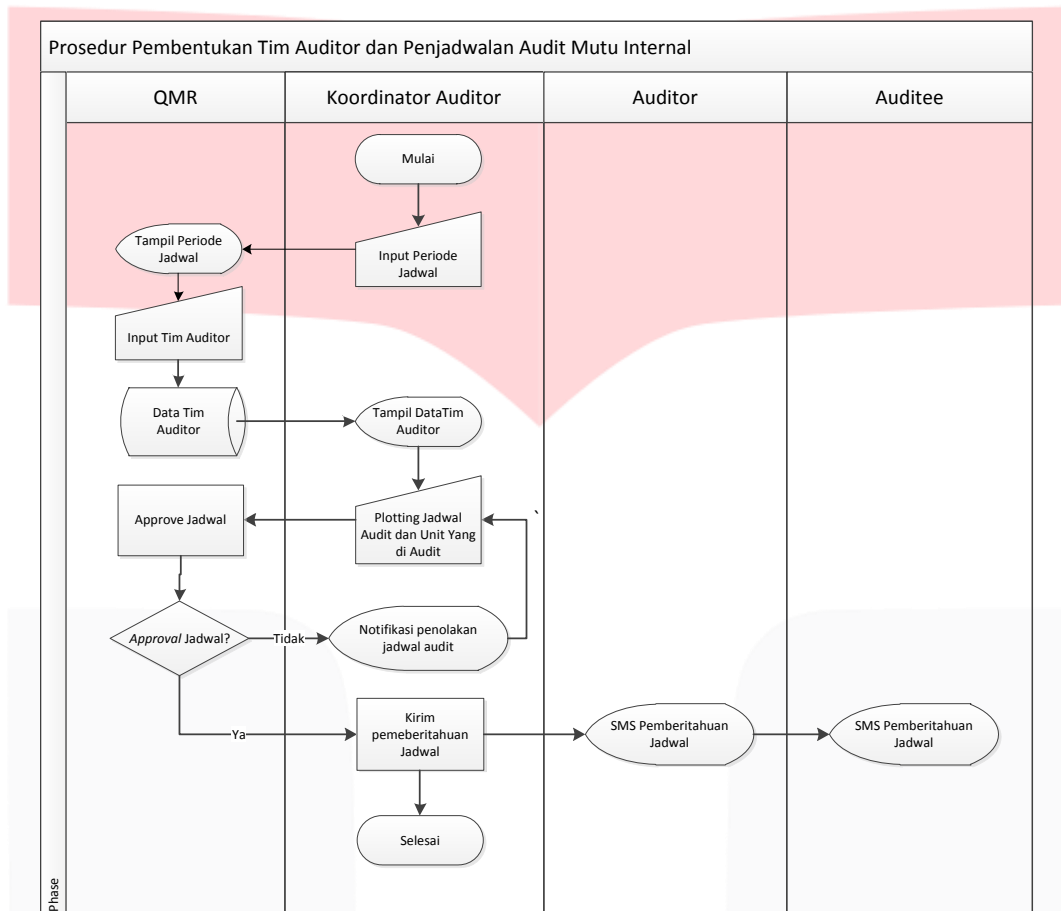 Prosedur Pembentukan Tim Auditor dan Penjadwalan Audit Mutu Internal
QMR
Koordinator Auditor
Auditor
Auditee
Mulai
Tampil Periode
Jadwal
Input Periode
Jadwal
Input Tim Auditor
Data Tim
Auditor
Tampil DataTim
Auditor
Approve Jadwal
Plotting Jadwal
Audit dan Unit Yang
di Audit
`
Approval Jadwal?
Tidak
Notifikasi penolakan
jadwal audit
Ya
Kirim
pemeberitahuan
Jadwal
SMS Pemberitahuan
Jadwal
SMS Pemberitahuan
Jadwal
Selesai
Phase